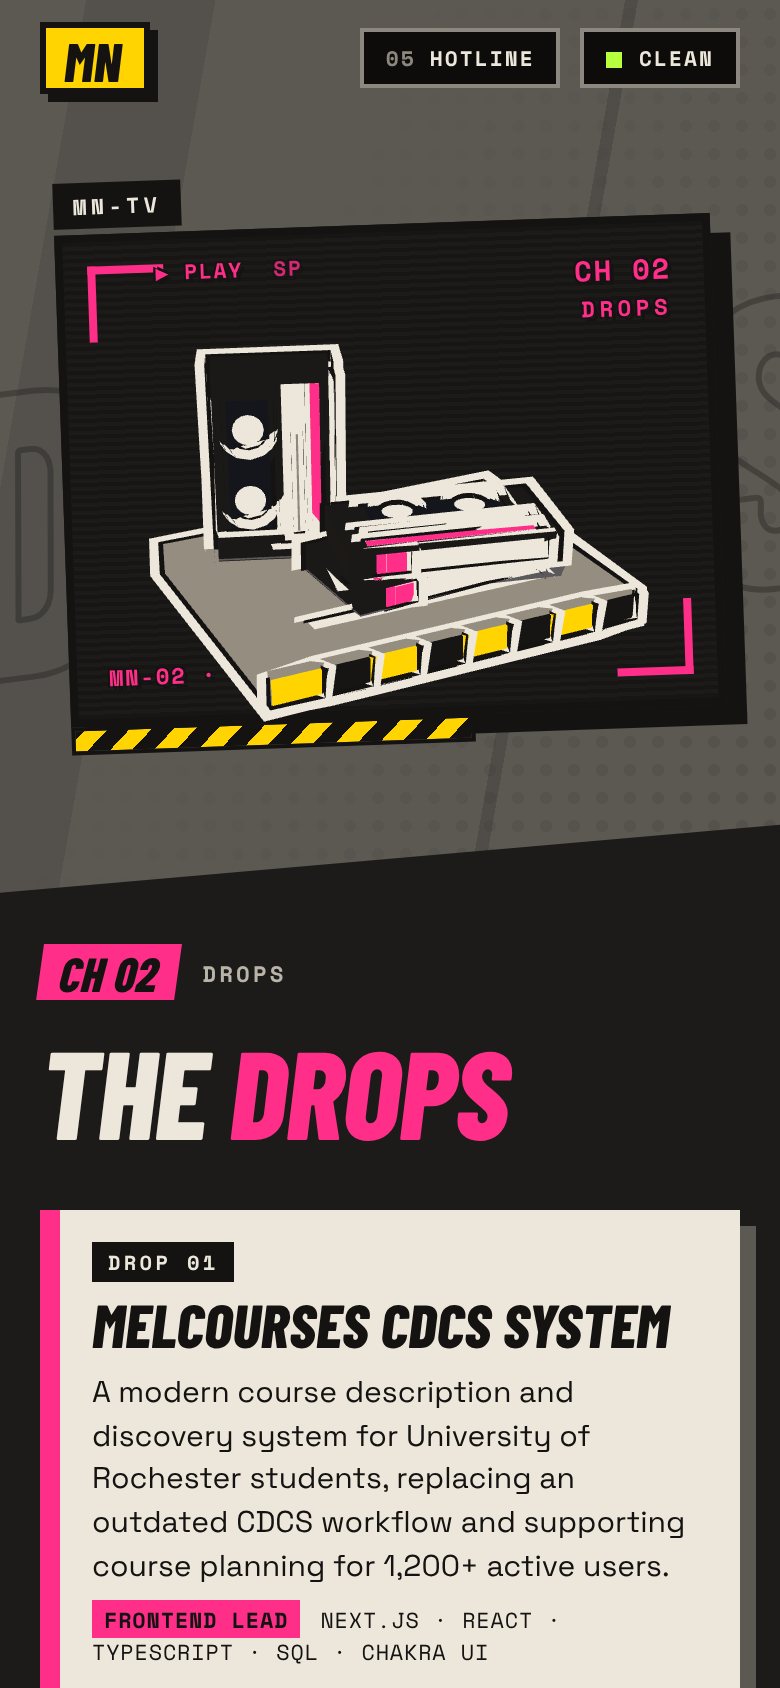 MN
05 HOTLINE
CLEAN
MN-TV
▶ PLAY SP
CH 02
DROPS
MN-02 ·
CH 02
DROPS
THE DROPS
DROP 01
MELCOURSES CDCS SYSTEM
A modern course description and
discovery system for University of
Rochester students, replacing an
outdated CDCS workflow and supporting
course planning for 1,200+ active users.
FRONTEND LEAD NEXT.JS · REACT ·
TYPESCRIPT · SQL · CHAKRA UI